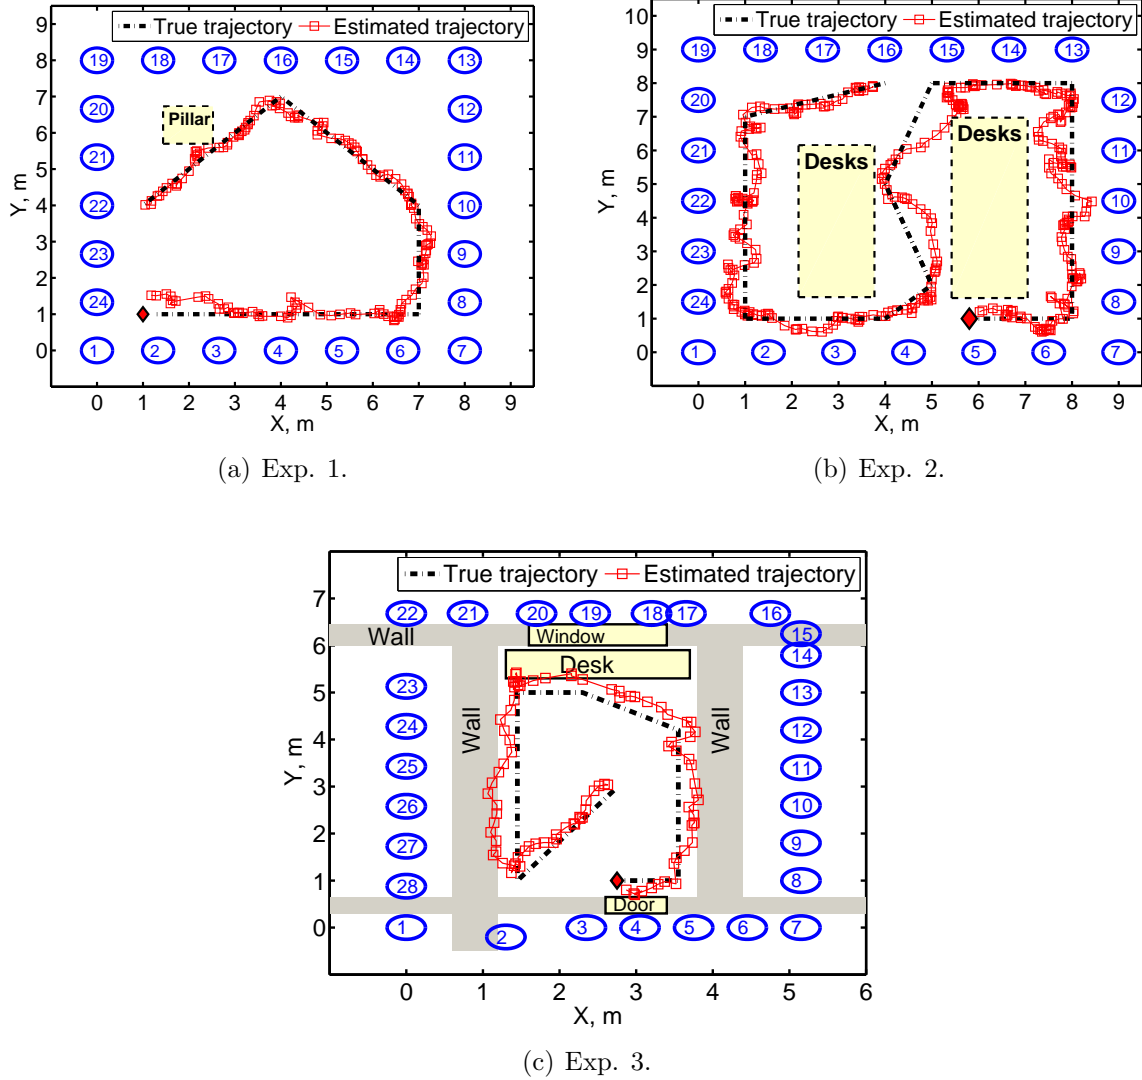 True trajectory Estimated trajectory
9
8
7
6
5
4
3
2
1
0
Y, m
19 18 17 16 15 14 13
20 Pillar 12
21 11
22 10
23 9
24 8
1 2 3 4 5 6 7
0 1 2 3 4 5 6 7 8 9
X, m
(a) Exp. 1.
True trajectory Estimated trajectory
10
9
8
7
6
5
4
3
2
1
0
Y, m
19 18 17 16 15 14 13
20 12
21 Desks Desks 11
22 10
23 9
24 8
1 2 3 4 5 6 7
0 1 2 3 4 5 6 7 8 9
X, m
(b) Exp. 2.
True trajectory Estimated trajectory
7
6
5
4
3
2
1
0
Y, m
22 21 20 19 18 17 16
Wall Window 15
Desk 14
23 13
24 Wall Wall 12
25 11
26 10
27 9
28 8
Door
1 2 3 4 5 6 7
0 1 2 3 4 5 6
X, m
(c) Exp. 3.